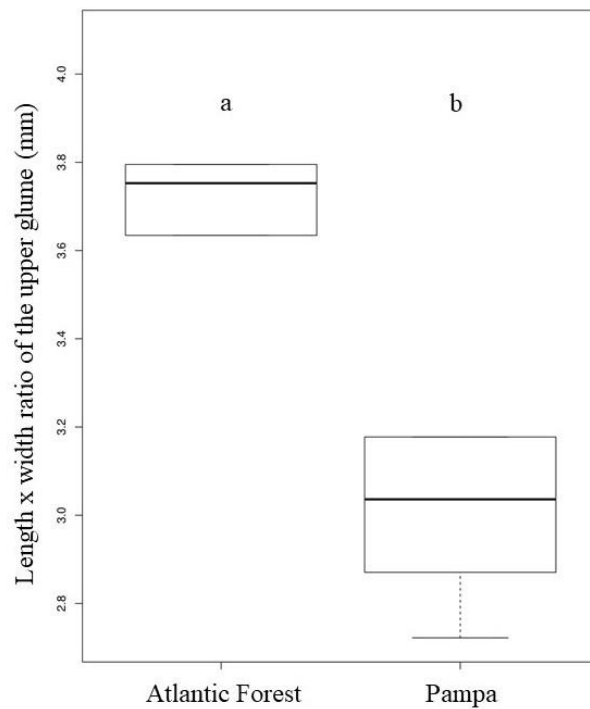 Length x width ratio of the upper glume (mm)
4.0
3.8
3.6
3.4
3.2
3.0
2.8
a
b
Atlantic Forest
Pampa